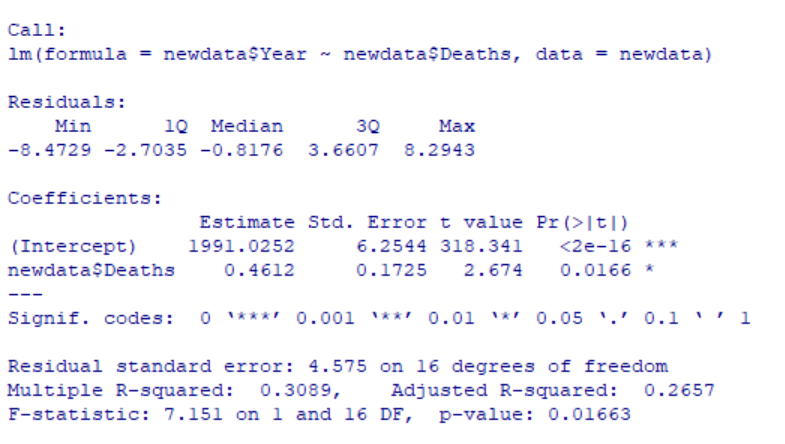 Call:
lm(formula = newdata$Year ~ newdata$Deaths, data = newdata)
Residuals:
Min 1Q Median 3Q Max
-8.4729 -2.7035 -0.8176 3.6607 8.2943
Coefficients:
Estimate Std. Error t value Pr(>|t|)
(Intercept) 1991.0252 6.2544 318.341 <2e-16 ***
newdata$Deaths 0.4612 0.1725 2.674 0.0166 *
---
Signif. codes: 0 ‘***’ 0.001 ‘**’ 0.01 ‘*’ 0.05 ‘.’ 0.1 ‘ ’ 1
Residual standard error: 4.575 on 16 degrees of freedom
Multiple R-squared: 0.3089, Adjusted R-squared: 0.2657
F-statistic: 7.151 on 1 and 16 DF, p-value: 0.01663